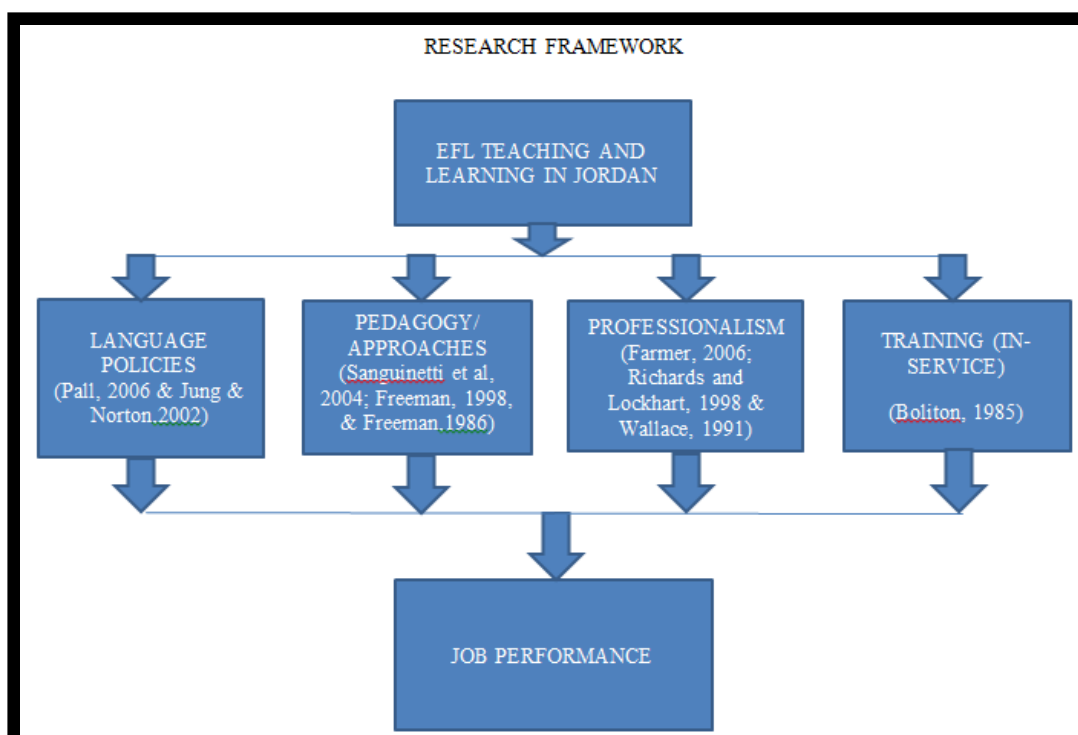 RESEARCH FRAMEWORK
EFL TEACHING AND
LEARNING IN JORDAN
LANGUAGE
POLICIES
(Pall, 2006 & Jung &
Norton,2002)
PEDAGOGY/
APPROACHES
(Sanguinetti et al,
2004; Freeman, 1998,
& Freeman,1986)
PROFESSIONALISM
(Farmer, 2006;
Richards and
Lockhart, 1998 &
Wallace, 1991)
TRAINING (IN-
SERVICE)
(Boliton, 1985)
JOB PERFORMANCE